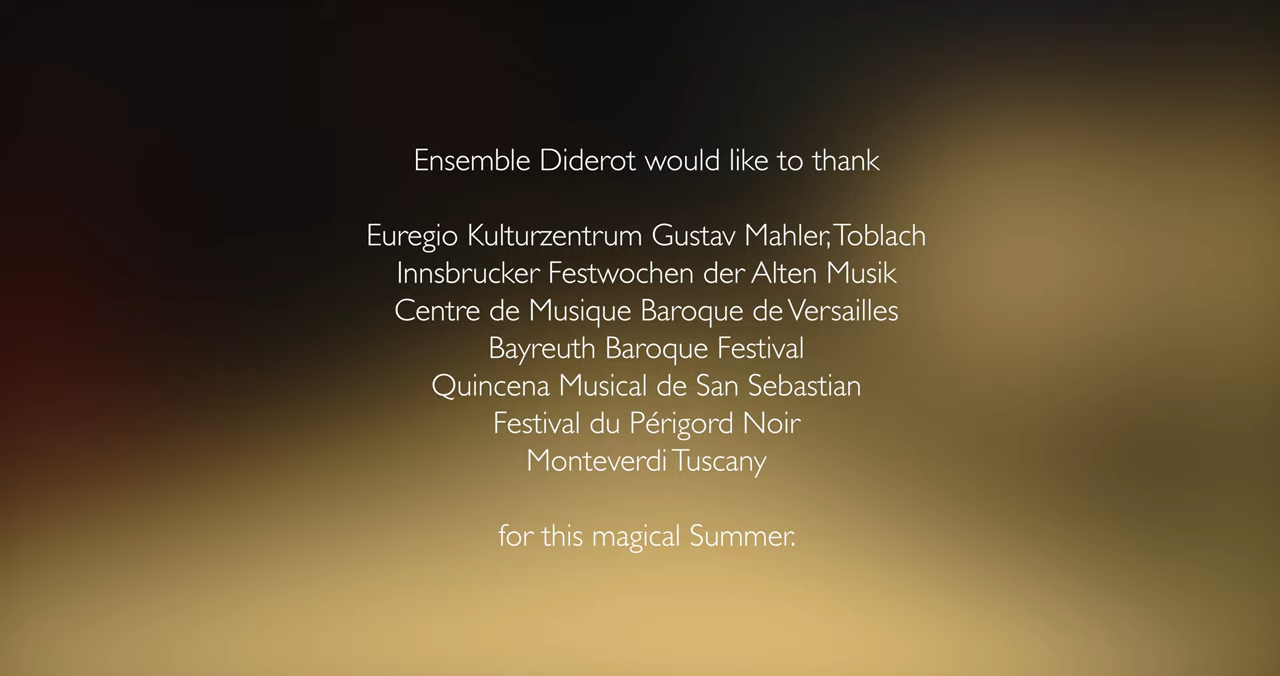 Ensemble Diderot would like to thank
Euregio Kulturzentrum Gustav Mahler, Toblach
Innsbrucker Festwochen der Alten Musik
Centre de Musique Baroque de Versailles
Bayreuth Baroque Festival
Quincena Musical de San Sebastian
Festival du Périgord Noir
Monteverdi Tuscany
for this magical Summer.